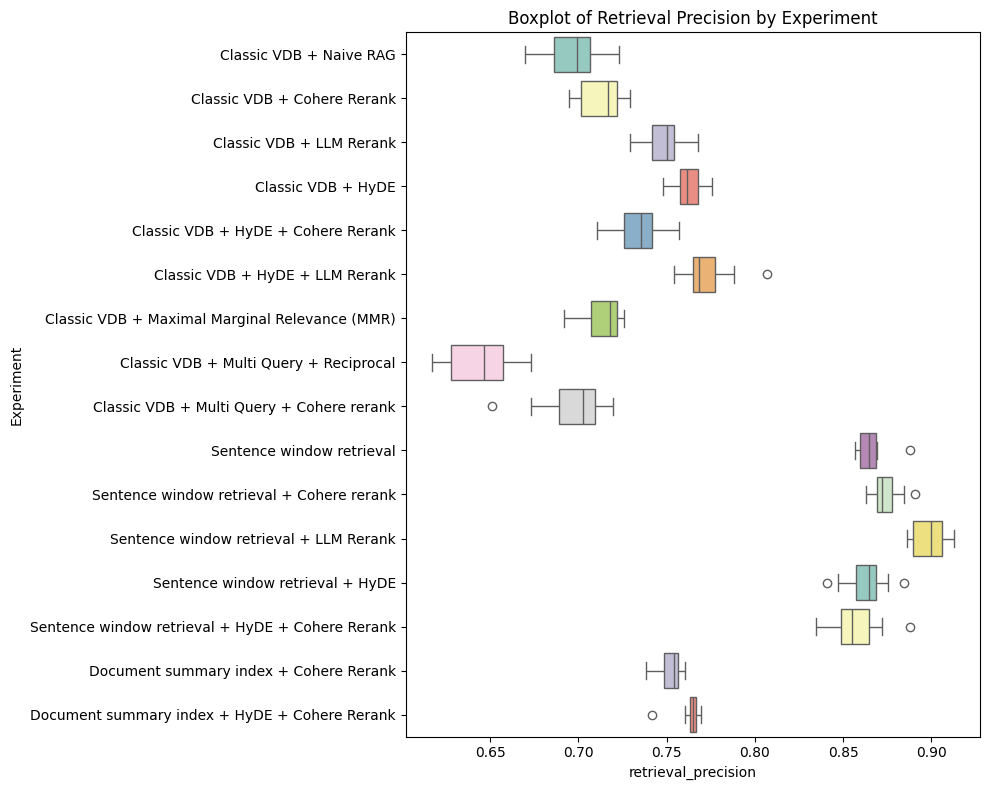 Boxplot of Retrieval Precision by Experiment
Classic VDB + Naive RAG
Classic VDB + Cohere Rerank
Classic VDB + LLM Rerank
Classic VDB + HyDE
Classic VDB + HyDE + Cohere Rerank
Classic VDB + HyDE + LLM Rerank
Classic VDB + Maximal Marginal Relevance (MMR)
Classic VDB + Multi Query + Reciprocal
Classic VDB + Multi Query + Cohere rerank
Sentence window retrieval
Sentence window retrieval + Cohere rerank
Sentence window retrieval + LLM Rerank
Sentence window retrieval + HyDE
Sentence window retrieval + HyDE + Cohere Rerank
Document summary index + Cohere Rerank
Document summary index + HyDE + Cohere Rerank
Experiment
0.65 0.70 0.75 0.80 0.85 0.90
retrieval_precision